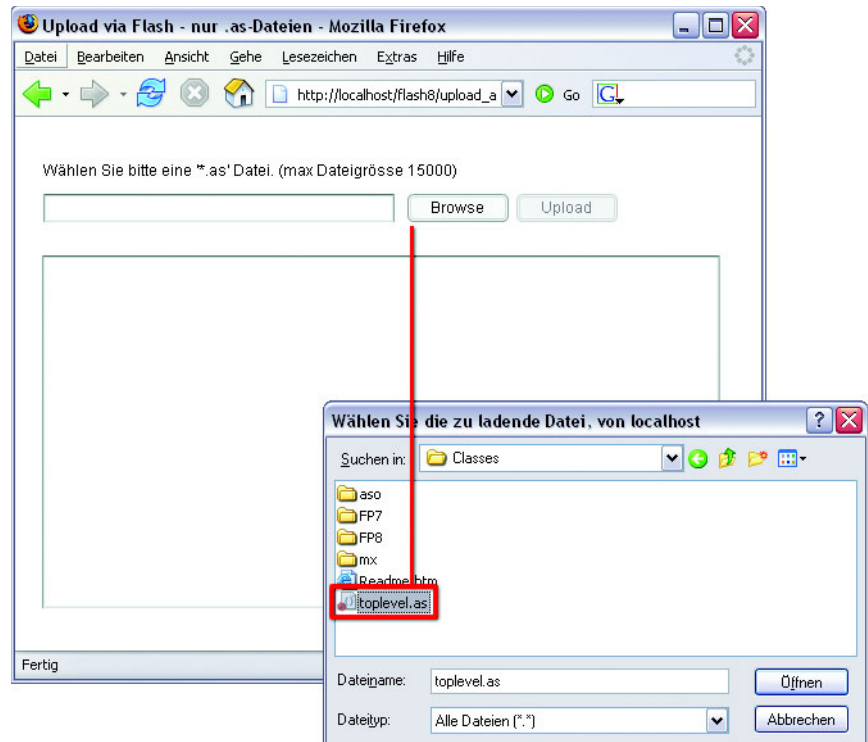 Upload via Flash - nur .as-Dateien - Mozilla Firefox
Datei Bearbeiten Ansicht Gehe Lesezeichen Extras Hilfe
http://localhost/flash8/upload_a Go G
Wählen Sie bitte eine '*.as' Datei. (max Dateigrösse 15000)
Browse Upload
Wählen Sie die zu ladende Datei, von localhost
Suchen in: Classes
aso
FP7
FP8
mx
Readme.htm
toplevel.as
Fertig
Dateiname: toplevel.as Öffnen
Dateityp: Alle Dateien (*.*) Abbrechen